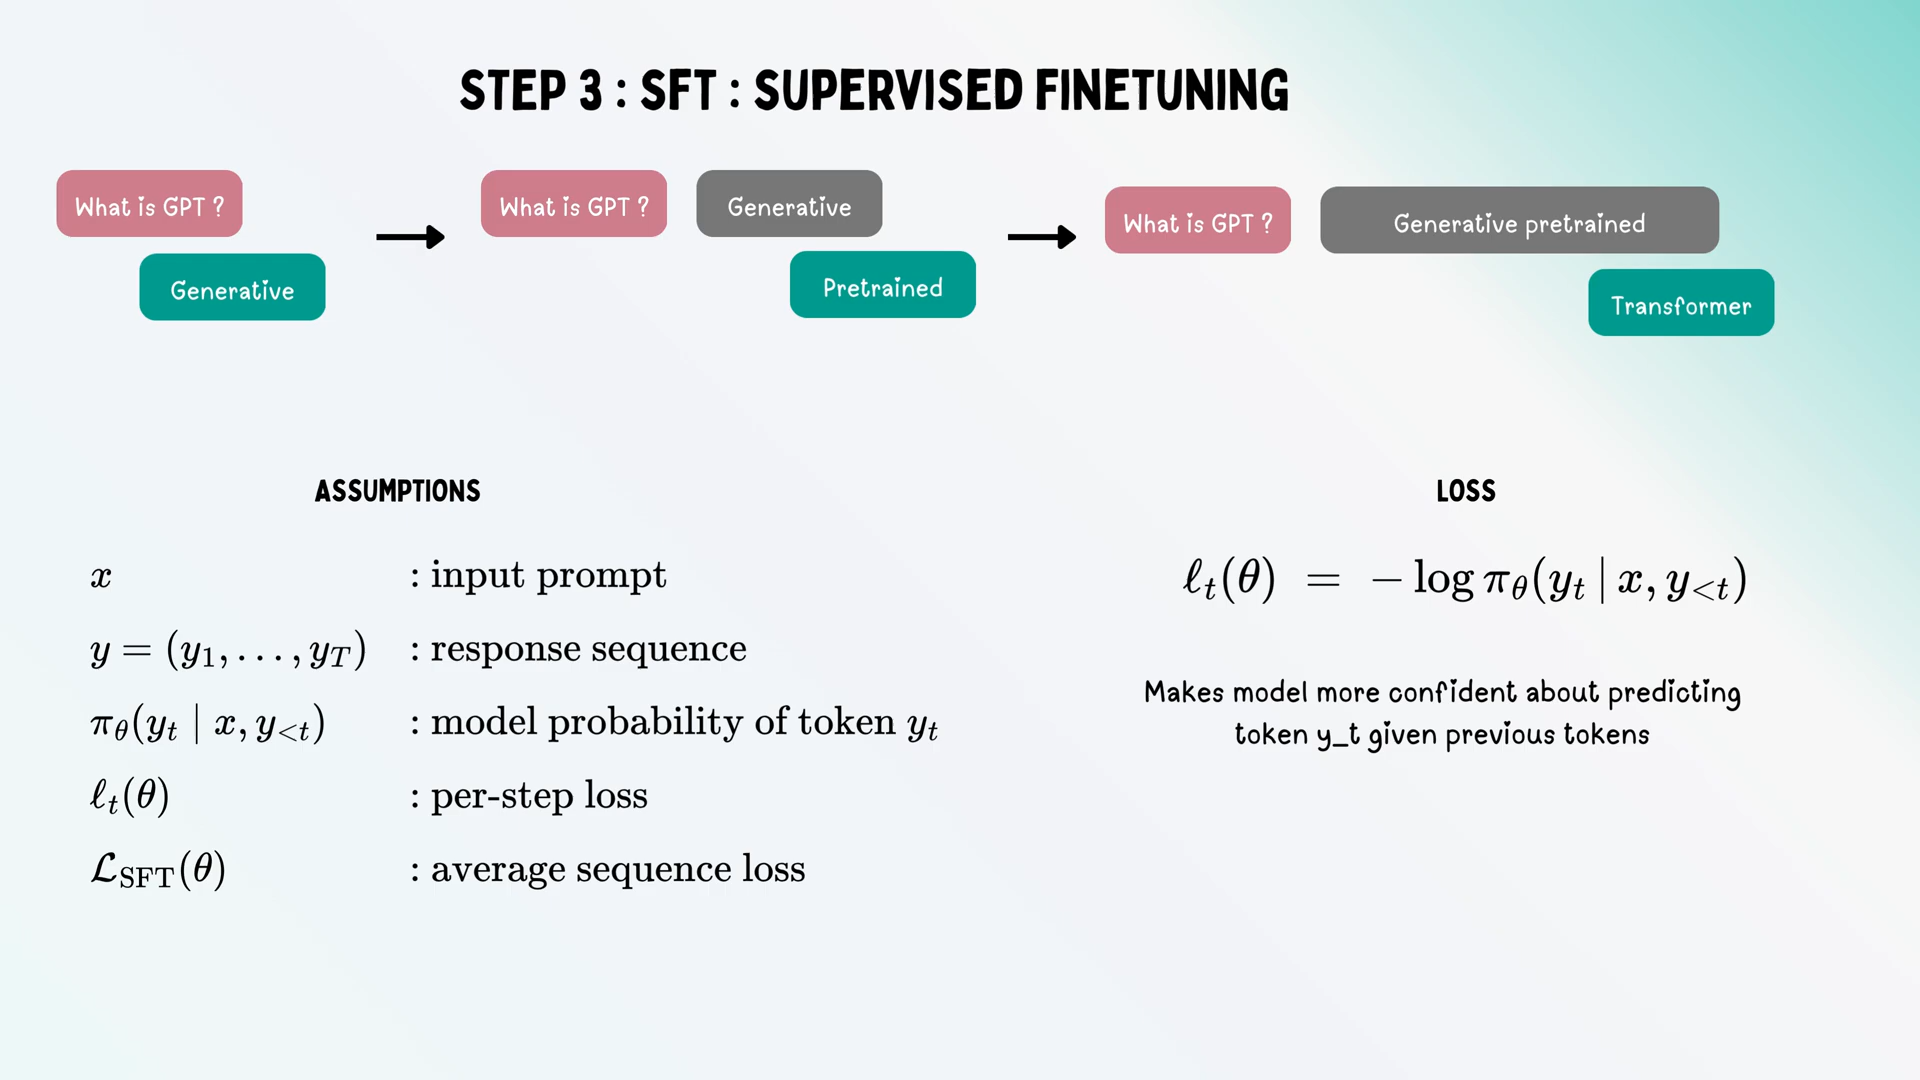 STEP 3 : SFT : SUPERVISED FINETUNING
What is GPT ?
Generative
What is GPT ?
Generative
Pretrained
What is GPT ?
Generative pretrained
Transformer
ASSUMPTIONS
x : input prompt
y = (y_1, ..., y_T) : response sequence
π_θ(y_t | x, y_{<t}) : model probability of token y_t
ℓ_t(θ) : per-step loss
ℒ_SFT(θ) : average sequence loss
LOSS
ℓ_t(θ) = − log π_θ(y_t | x, y_{<t})
Makes model more confident about predicting
token y_t given previous tokens